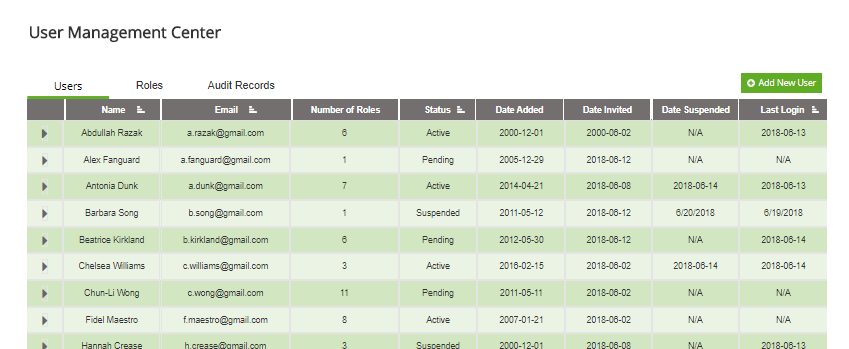 User Management Center
Users Roles Audit Records Add New User
Name Email Number of Roles Status Date Added Date Invited Date Suspended Last Login
Abdullah Razak a.razak@gmail.com 6 Active 2000-12-01 2000-06-02 N/A 2018-06-13
Alex Fanguard a.fanguard@gmail.com 1 Pending 2005-12-29 2018-06-12 N/A N/A
Antonia Dunk a.dunk@gmail.com 7 Active 2014-04-21 2018-06-08 2018-06-14 2018-06-13
Barbara Song b.song@gmail.com 1 Suspended 2011-05-12 2018-06-12 6/20/2018 6/19/2018
Beatrice Kirkland b.kirkland@gmail.com 6 Pending 2012-05-30 2018-06-12 N/A 2018-06-14
Chelsea Williams c.williams@gmail.com 3 Active 2016-02-15 2018-06-02 2018-06-14 2018-06-14
Chun-Li Wong c.wong@gmail.com 11 Pending 2011-05-11 2018-06-02 N/A N/A
Fidel Maestro f.maestro@gmail.com 8 Active 2007-01-21 2018-06-02 N/A N/A
Hannah Crease h.crease@gmail.com 3 Suspended 2000-12-01 2018-06-08 N/A 2018-06-13